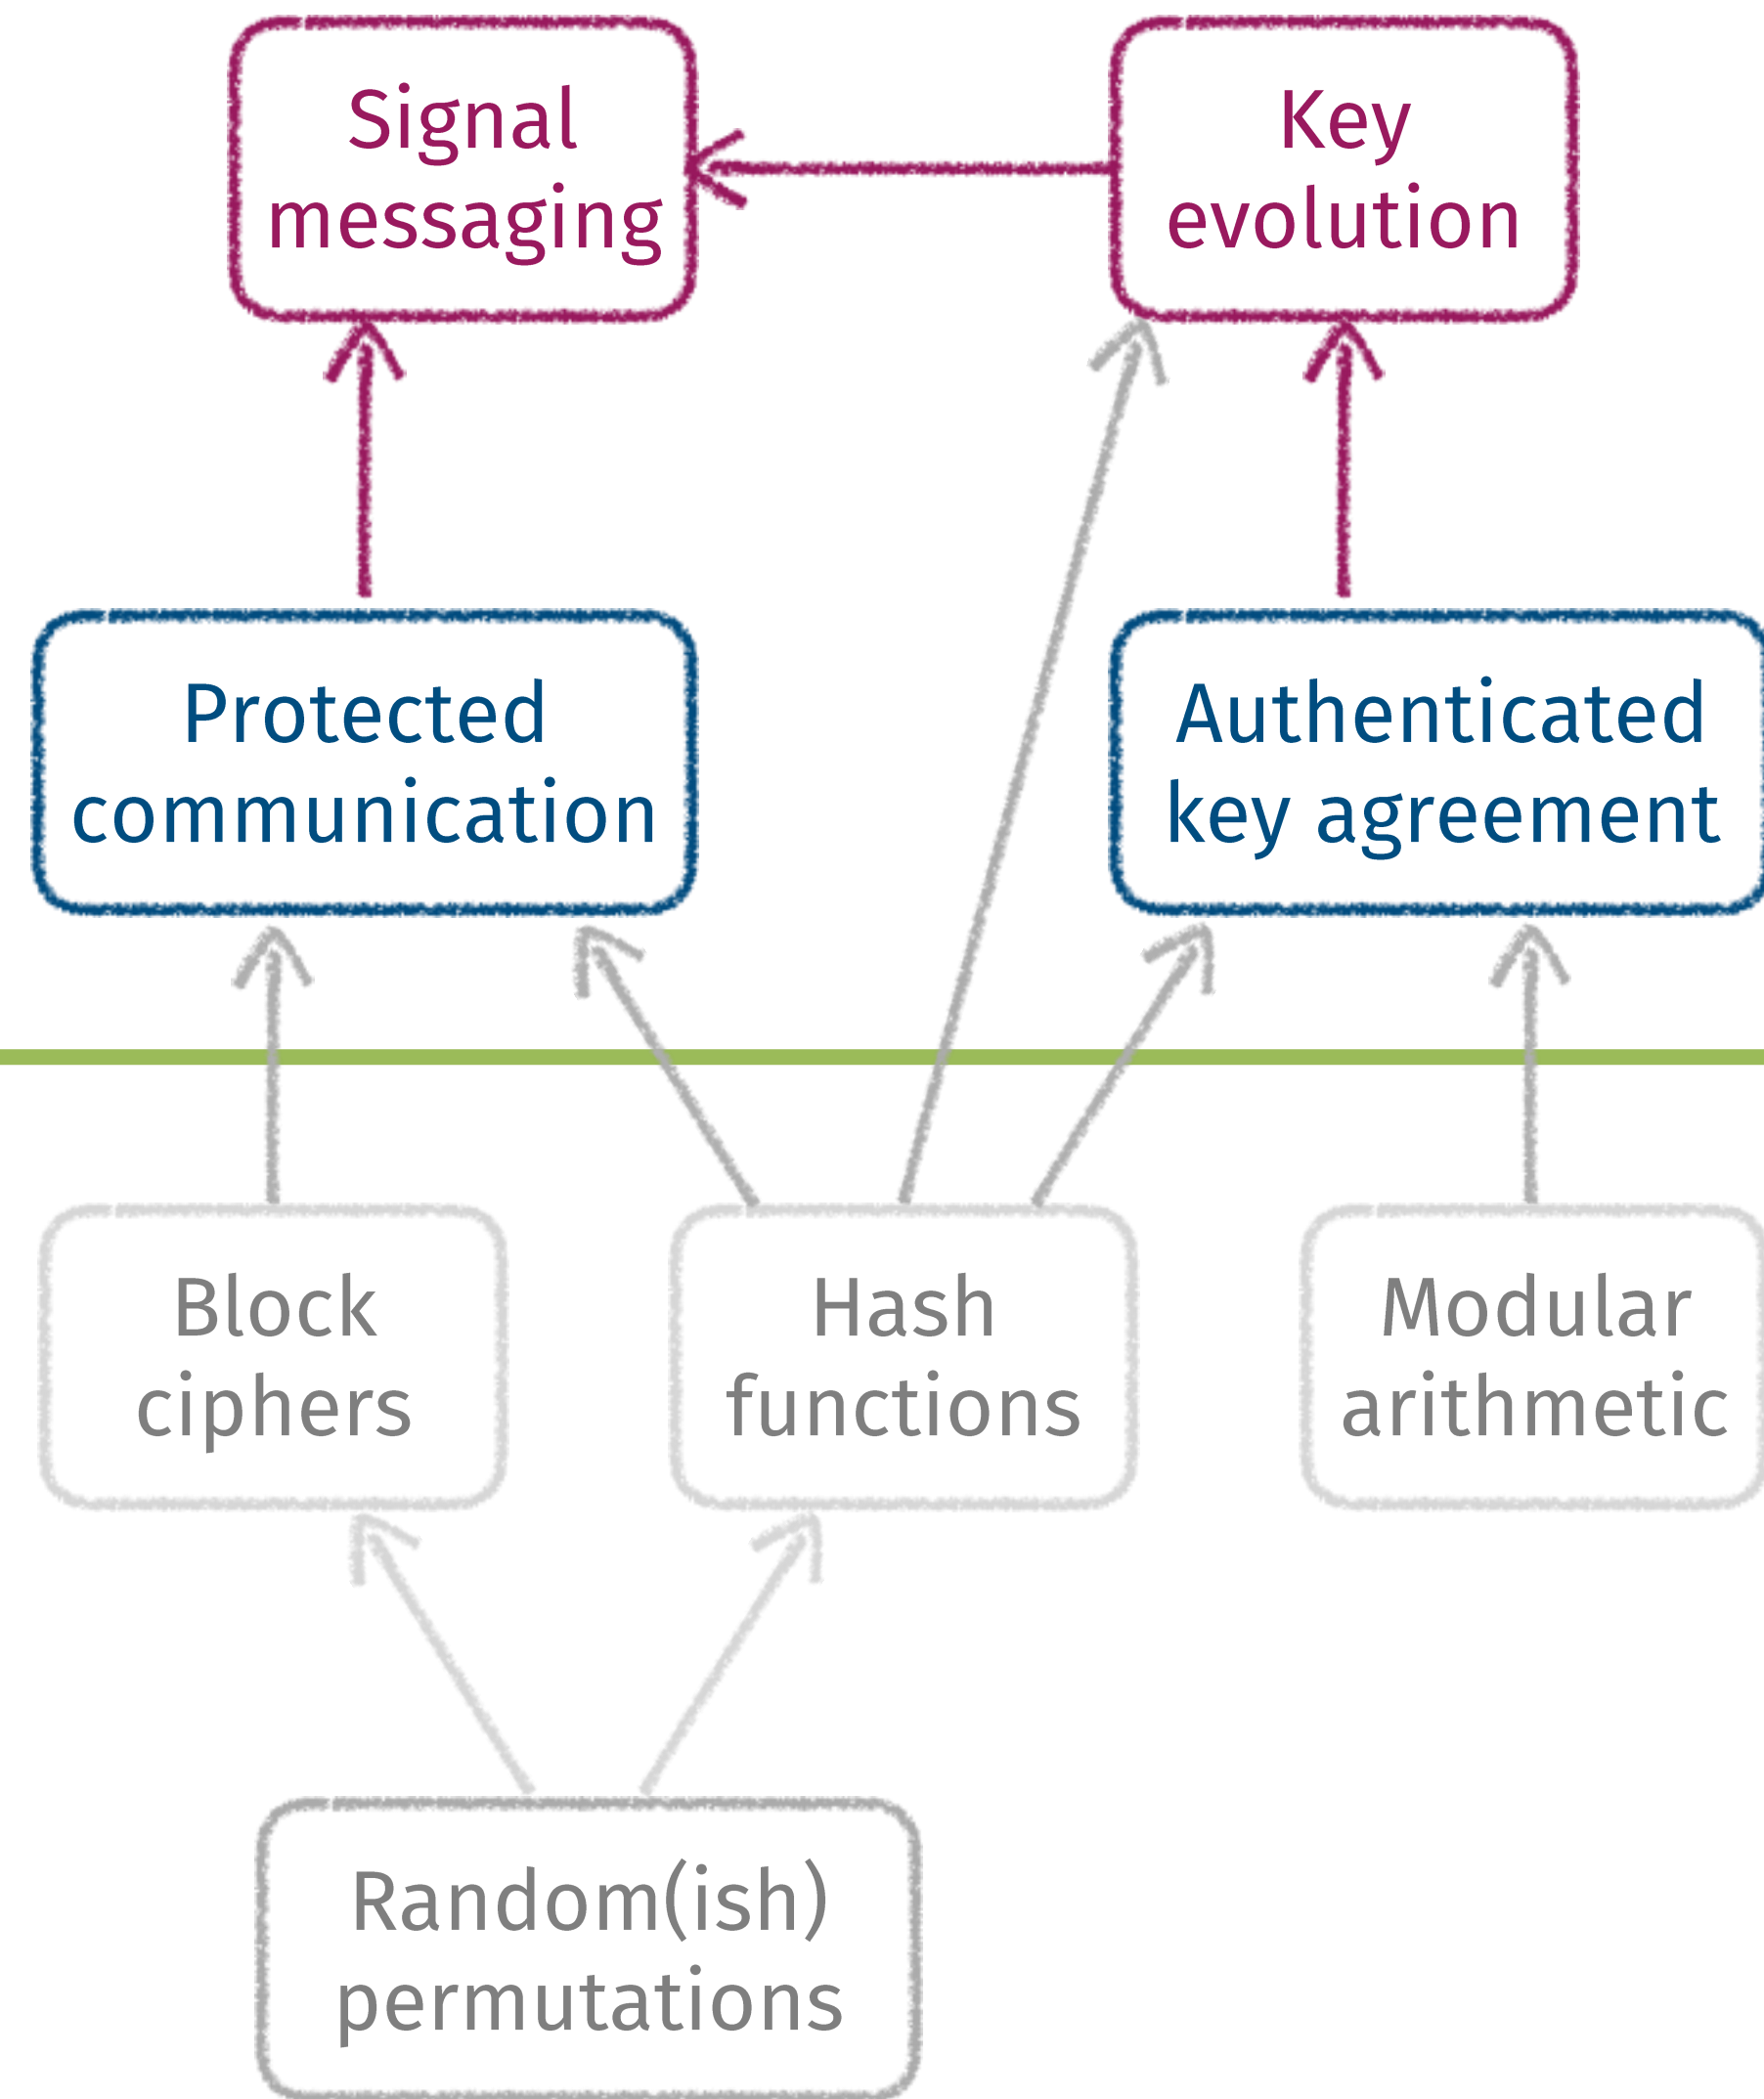 Signal
messaging
Key
evolution
Protected
communication
Authenticated
key agreement
Block
ciphers
Hash
functions
Modular
arithmetic
Random(ish)
permutations